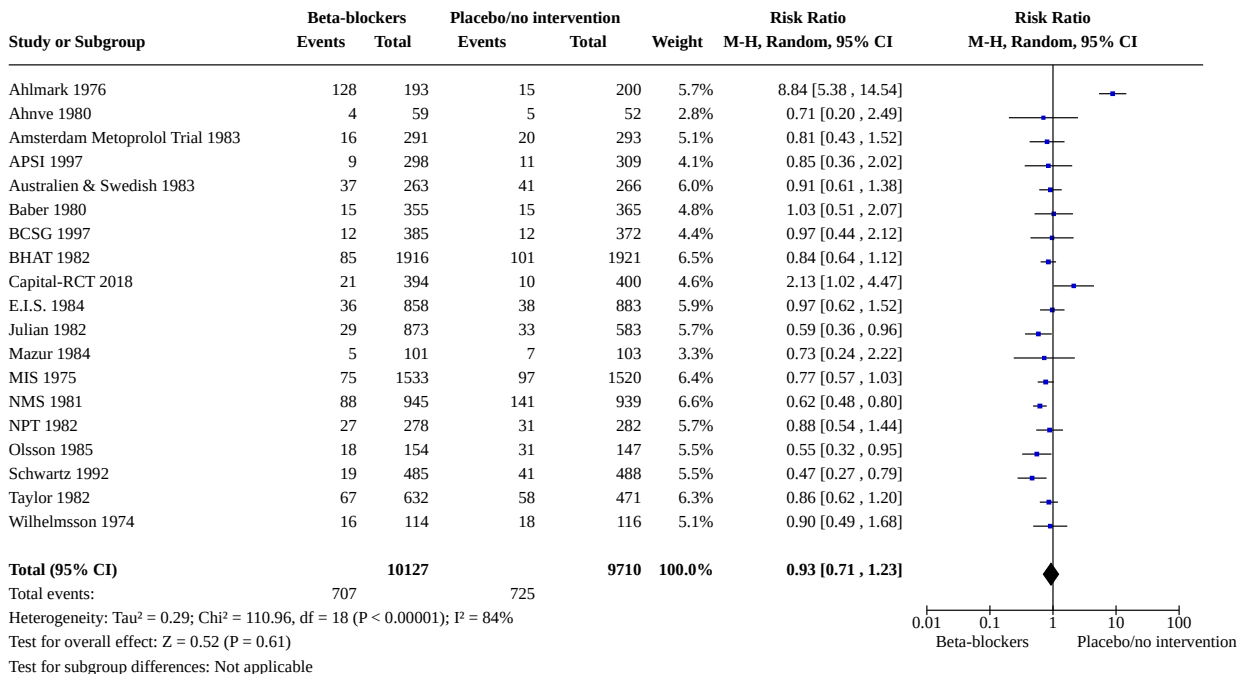 Beta-blockers Placebo/no intervention Risk Ratio Risk Ratio
Study or Subgroup Events Total Events Total Weight M-H, Random, 95% CI M-H, Random, 95% CI
Ahlmark 1976 128 193 15 200 5.7% 8.84 [5.38 , 14.54]
Ahnve 1980 4 59 5 52 2.8% 0.71 [0.20 , 2.49]
Amsterdam Metoprolol Trial 1983 16 291 20 293 5.1% 0.81 [0.43 , 1.52]
APSI 1997 9 298 11 309 4.1% 0.85 [0.36 , 2.02]
Australien & Swedish 1983 37 263 41 266 6.0% 0.91 [0.61 , 1.38]
Baber 1980 15 355 15 365 4.8% 1.03 [0.51 , 2.07]
BCSG 1997 12 385 12 372 4.4% 0.97 [0.44 , 2.12]
BHAT 1982 85 1916 101 1921 6.5% 0.84 [0.64 , 1.12]
Capital-RCT 2018 21 394 10 400 4.6% 2.13 [1.02 , 4.47]
E.I.S. 1984 36 858 38 883 5.9% 0.97 [0.62 , 1.52]
Julian 1982 29 873 33 583 5.7% 0.59 [0.36 , 0.96]
Mazur 1984 5 101 7 103 3.3% 0.73 [0.24 , 2.22]
MIS 1975 75 1533 97 1520 6.4% 0.77 [0.57 , 1.03]
NMS 1981 88 945 141 939 6.6% 0.62 [0.48 , 0.80]
NPT 1982 27 278 31 282 5.7% 0.88 [0.54 , 1.44]
Olsson 1985 18 154 31 147 5.5% 0.55 [0.32 , 0.95]
Schwartz 1992 19 485 41 488 5.5% 0.47 [0.27 , 0.79]
Taylor 1982 67 632 58 471 6.3% 0.86 [0.62 , 1.20]
Wilhelmsson 1974 16 114 18 116 5.1% 0.90 [0.49 , 1.68]
Total (95% CI) 10127 9710 100.0% 0.93 [0.71 , 1.23]
Total events: 707 725
Heterogeneity: Tau² = 0.29; Chi² = 110.96, df = 18 (P < 0.00001); I² = 84%
Test for overall effect: Z = 0.52 (P = 0.61)
Test for subgroup differences: Not applicable
0.01 0.1 1 10 100
Beta-blockers Placebo/no intervention